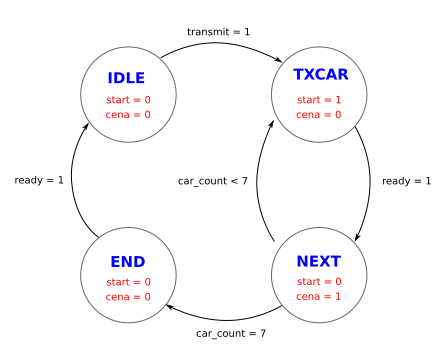 transmit = 1
IDLE
start = 0
cena = 0
TXCAR
start = 1
cena = 0
ready = 1
car_count < 7
ready = 1
END
start = 0
cena = 0
NEXT
start = 0
cena = 1
car_count = 7